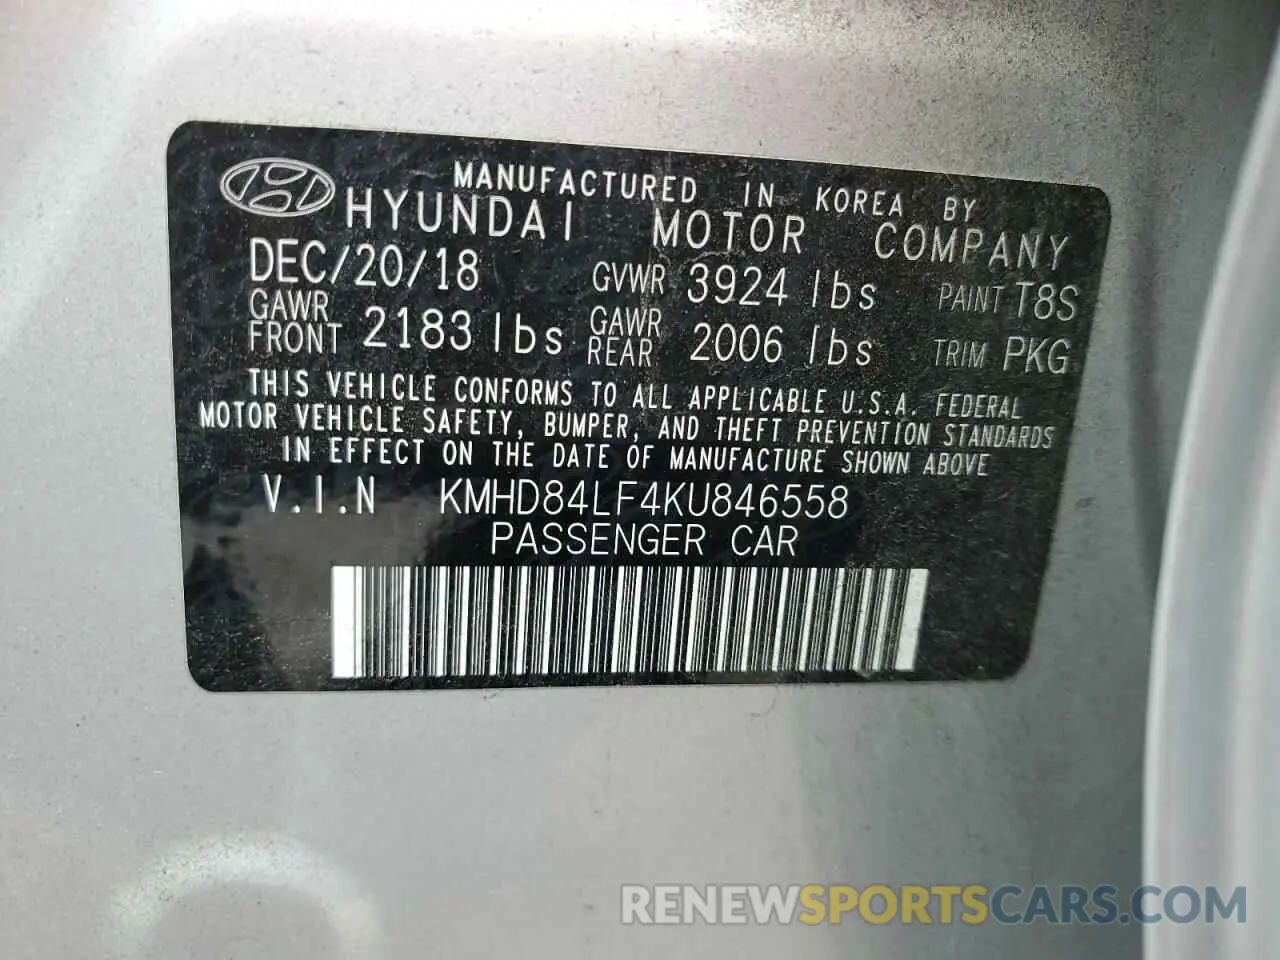 MANUFACTURED IN KOREA BY
HYUNDAI MOTOR COMPANY
DEC/20/18 GVWR 3924 lbs PAINT T8S
GAWR FRONT 2183 lbs GAWR REAR 2006 lbs TRIM PKG
THIS VEHICLE CONFORMS TO ALL APPLICABLE U.S.A. FEDERAL
MOTOR VEHICLE SAFETY, BUMPER, AND THEFT PREVENTION STANDARDS
IN EFFECT ON THE DATE OF MANUFACTURE SHOWN ABOVE
V.I.N KMHD84LF4KU846558
PASSENGER CAR
RENEWSPORTSCARS.COM